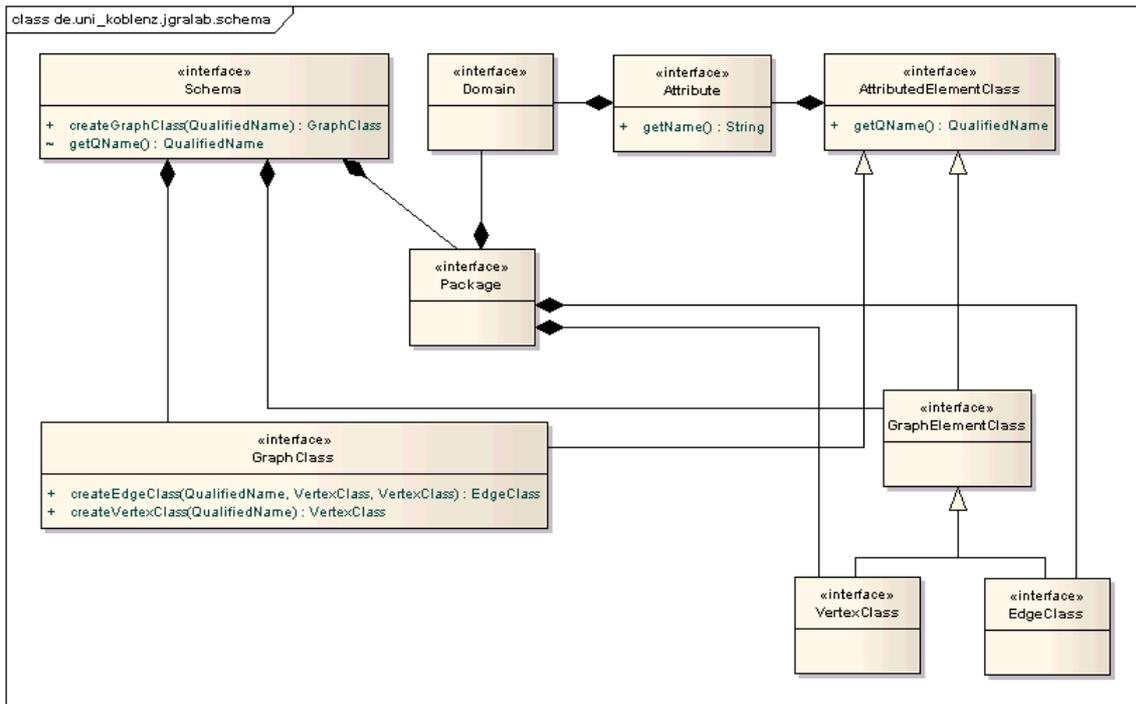 class de.uni_koblenz.jgralab.schema
«interface»
Schema
+ createGraphClass(QualifiedName) : GraphClass
~ getQName() : QualifiedName
«interface»
Domain
«interface»
Attribute
+ getName() : String
«interface»
AttributedElementClass
+ getQName() : QualifiedName
«interface»
Package
«interface»
GraphElementClass
«interface»
GraphClass
+ createEdgeClass(QualifiedName, VertexClass, VertexClass) : EdgeClass
+ createVertexClass(QualifiedName) : VertexClass
«interface»
VertexClass
«interface»
EdgeClass